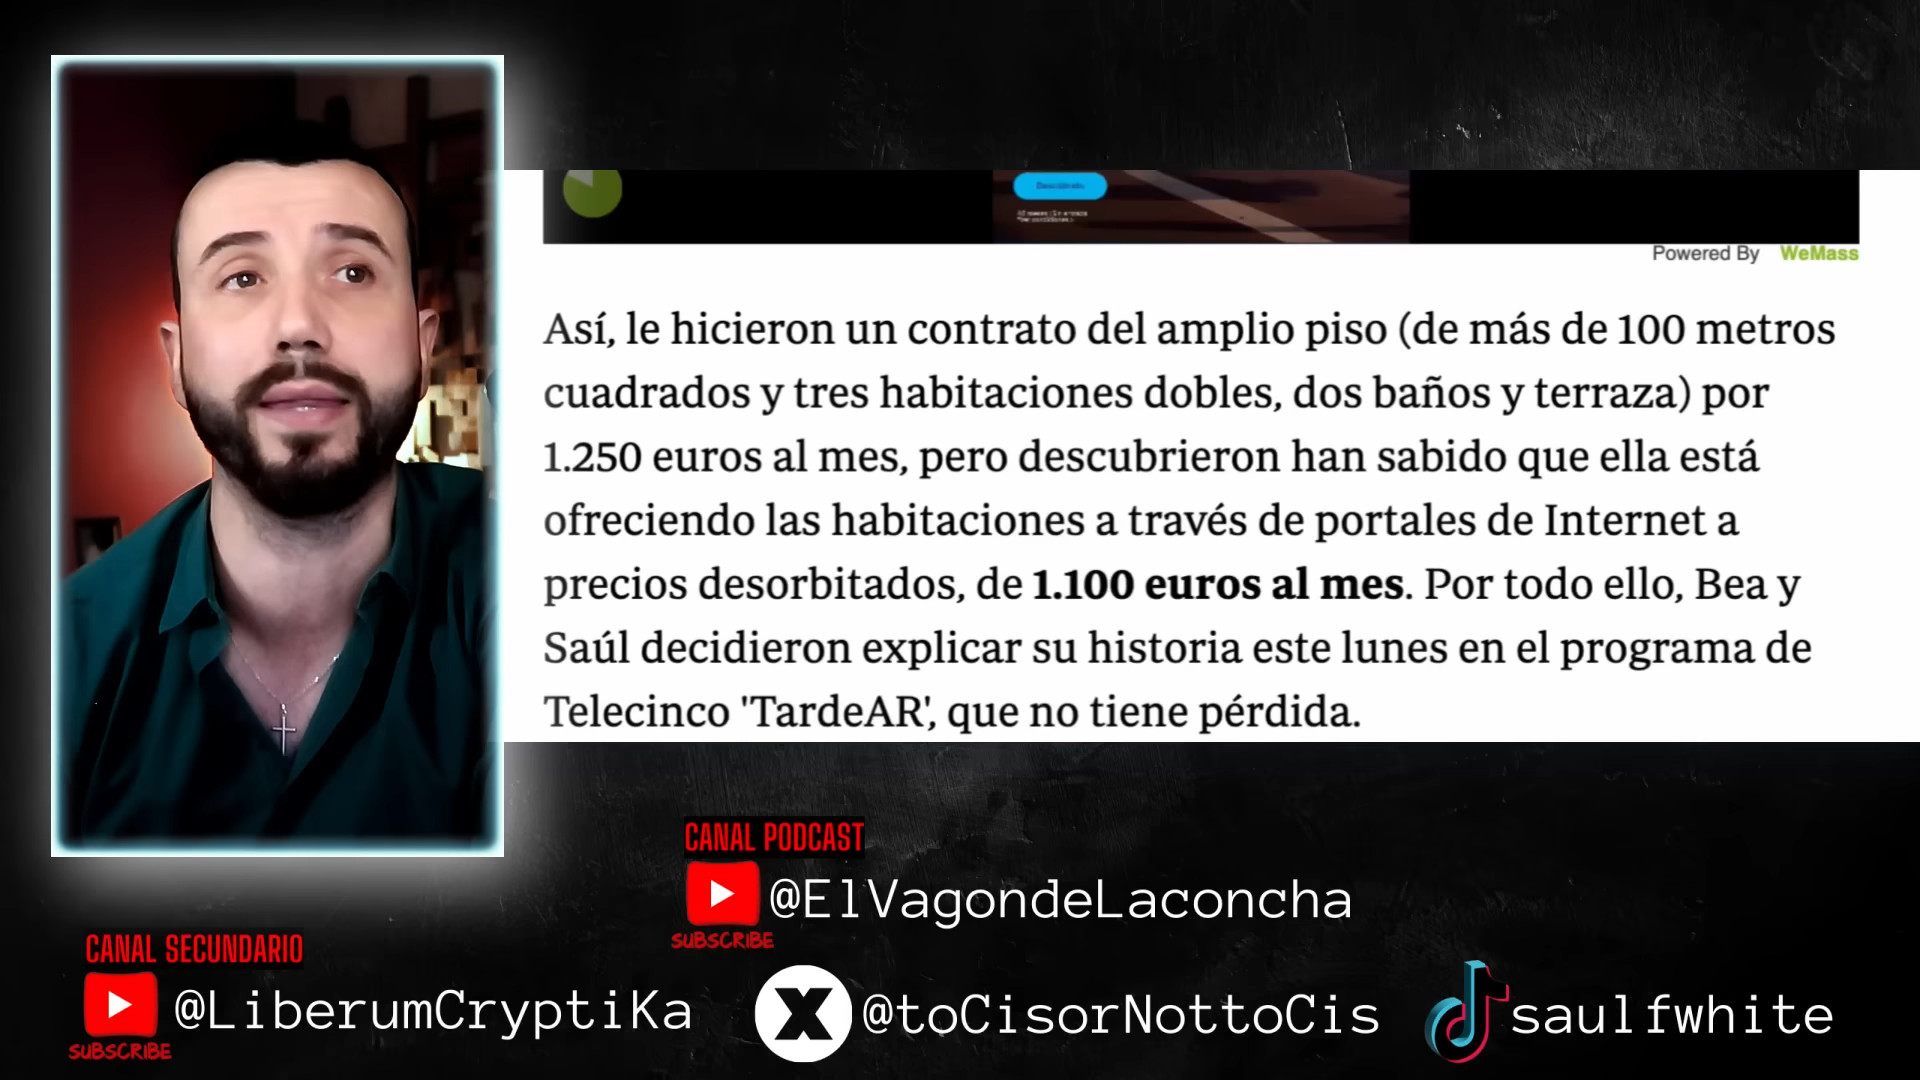 Powered By WeMass
Así, le hicieron un contrato del amplio piso (de más de 100 metros
cuadrados y tres habitaciones dobles, dos baños y terraza) por
1.250 euros al mes, pero descubrieron han sabido que ella está
ofreciendo las habitaciones a través de portales de Internet a
precios desorbitados, de 1.100 euros al mes. Por todo ello, Bea y
Saúl decidieron explicar su historia este lunes en el programa de
Telecinco 'TardeAR', que no tiene pérdida.
CANAL PODCAST
@ElVagondeLaconcha
SUBSCRIBE
CANAL SECUNDARIO
@LiberumCryptiKa
SUBSCRIBE
@toCisorNottoCis
saulfwhite